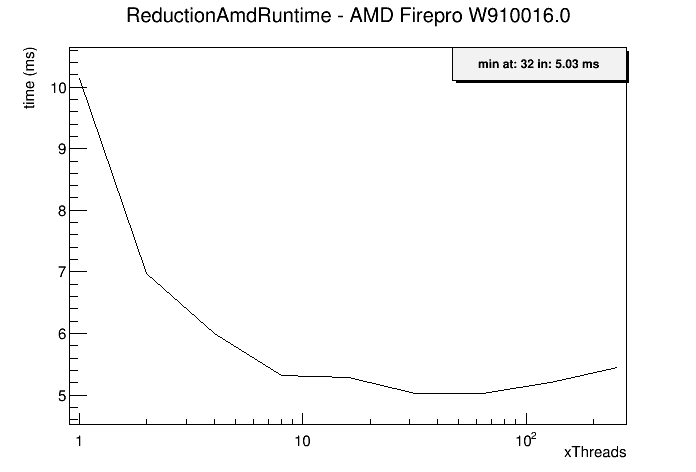 ReductionAmdRuntime - AMD Firepro W910016.0
time (ms)
min at: 32 in: 5.03 ms
10
9
8
7
6
5
1
10
10²
xThreads